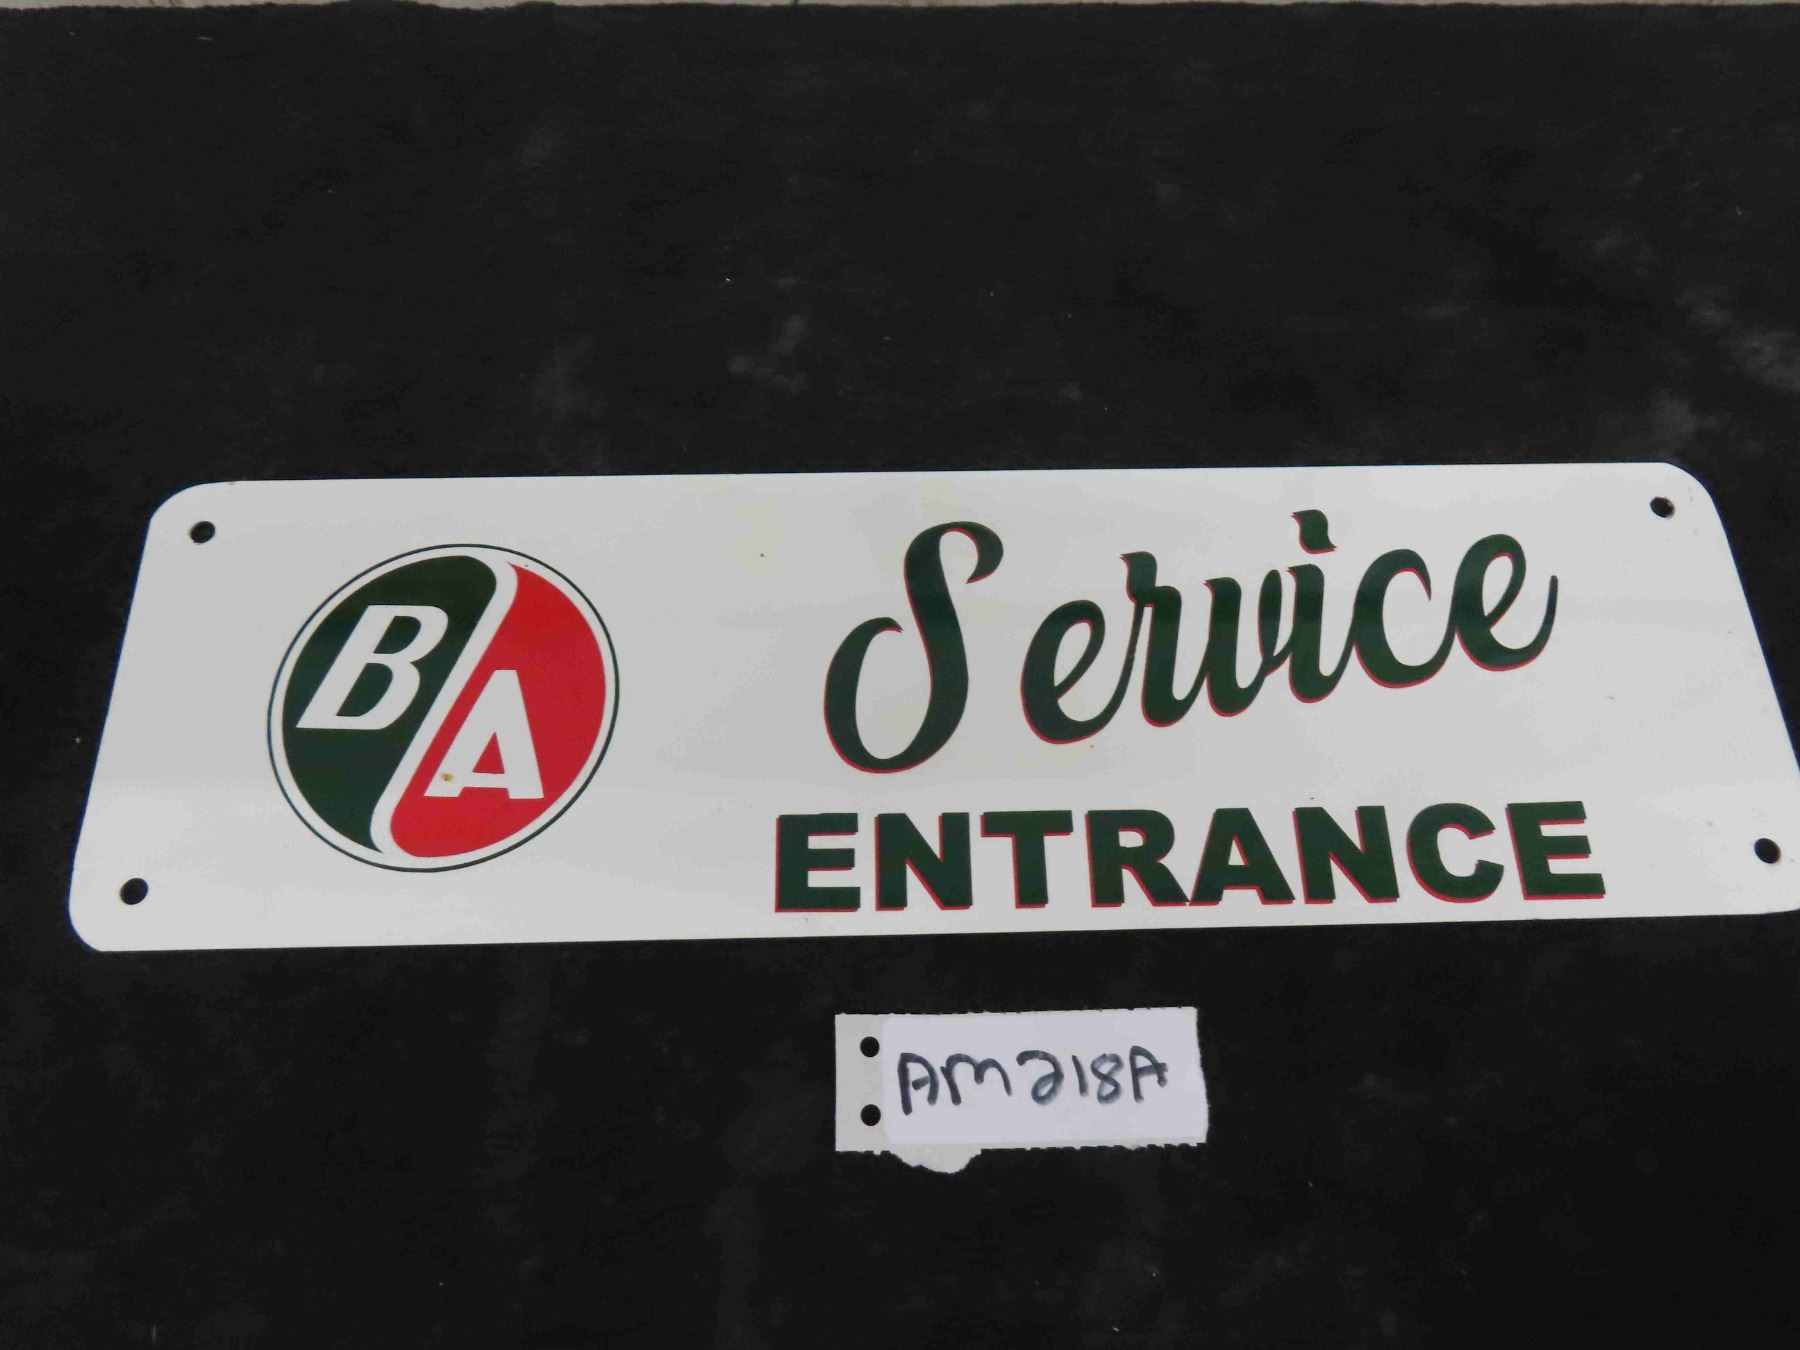 BA
Service
ENTRANCE
AM218A